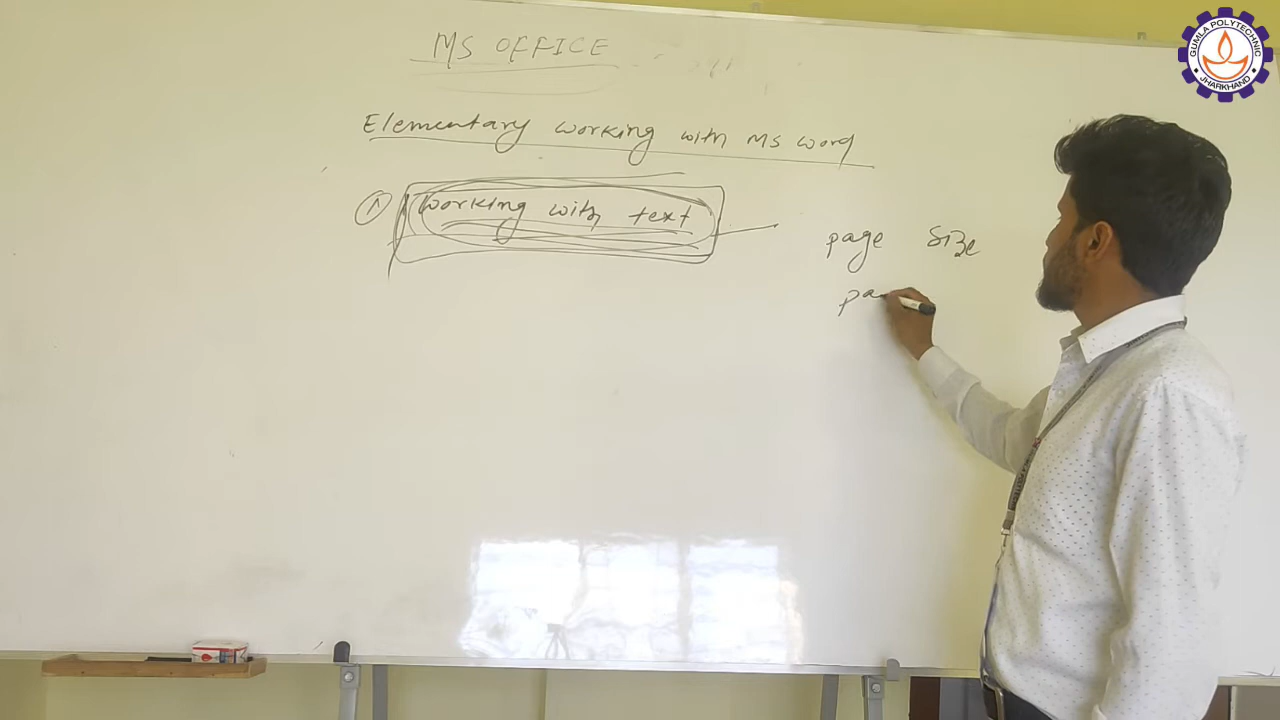 MS OFFICE
Elementary working with MS word
① working with text
page size
pa
GUMLA POLYTECHNIC
JHARKHAND